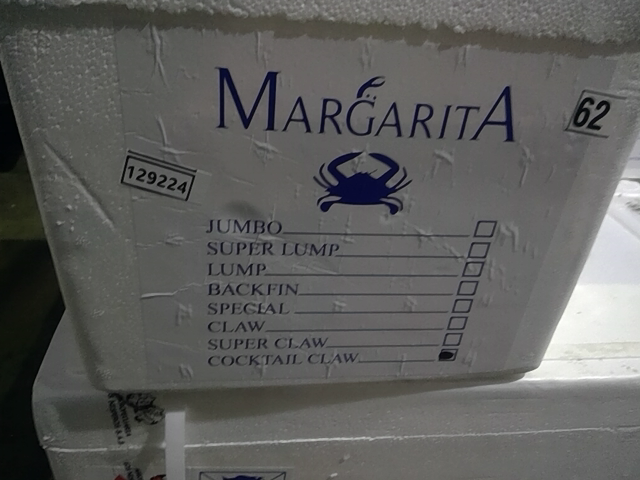 MARGARITA
62
129224
JUMBO
SUPER LUMP
LUMP
BACKFIN
SPECIAL
CLAW
SUPER CLAW
COCKTAIL CLAW